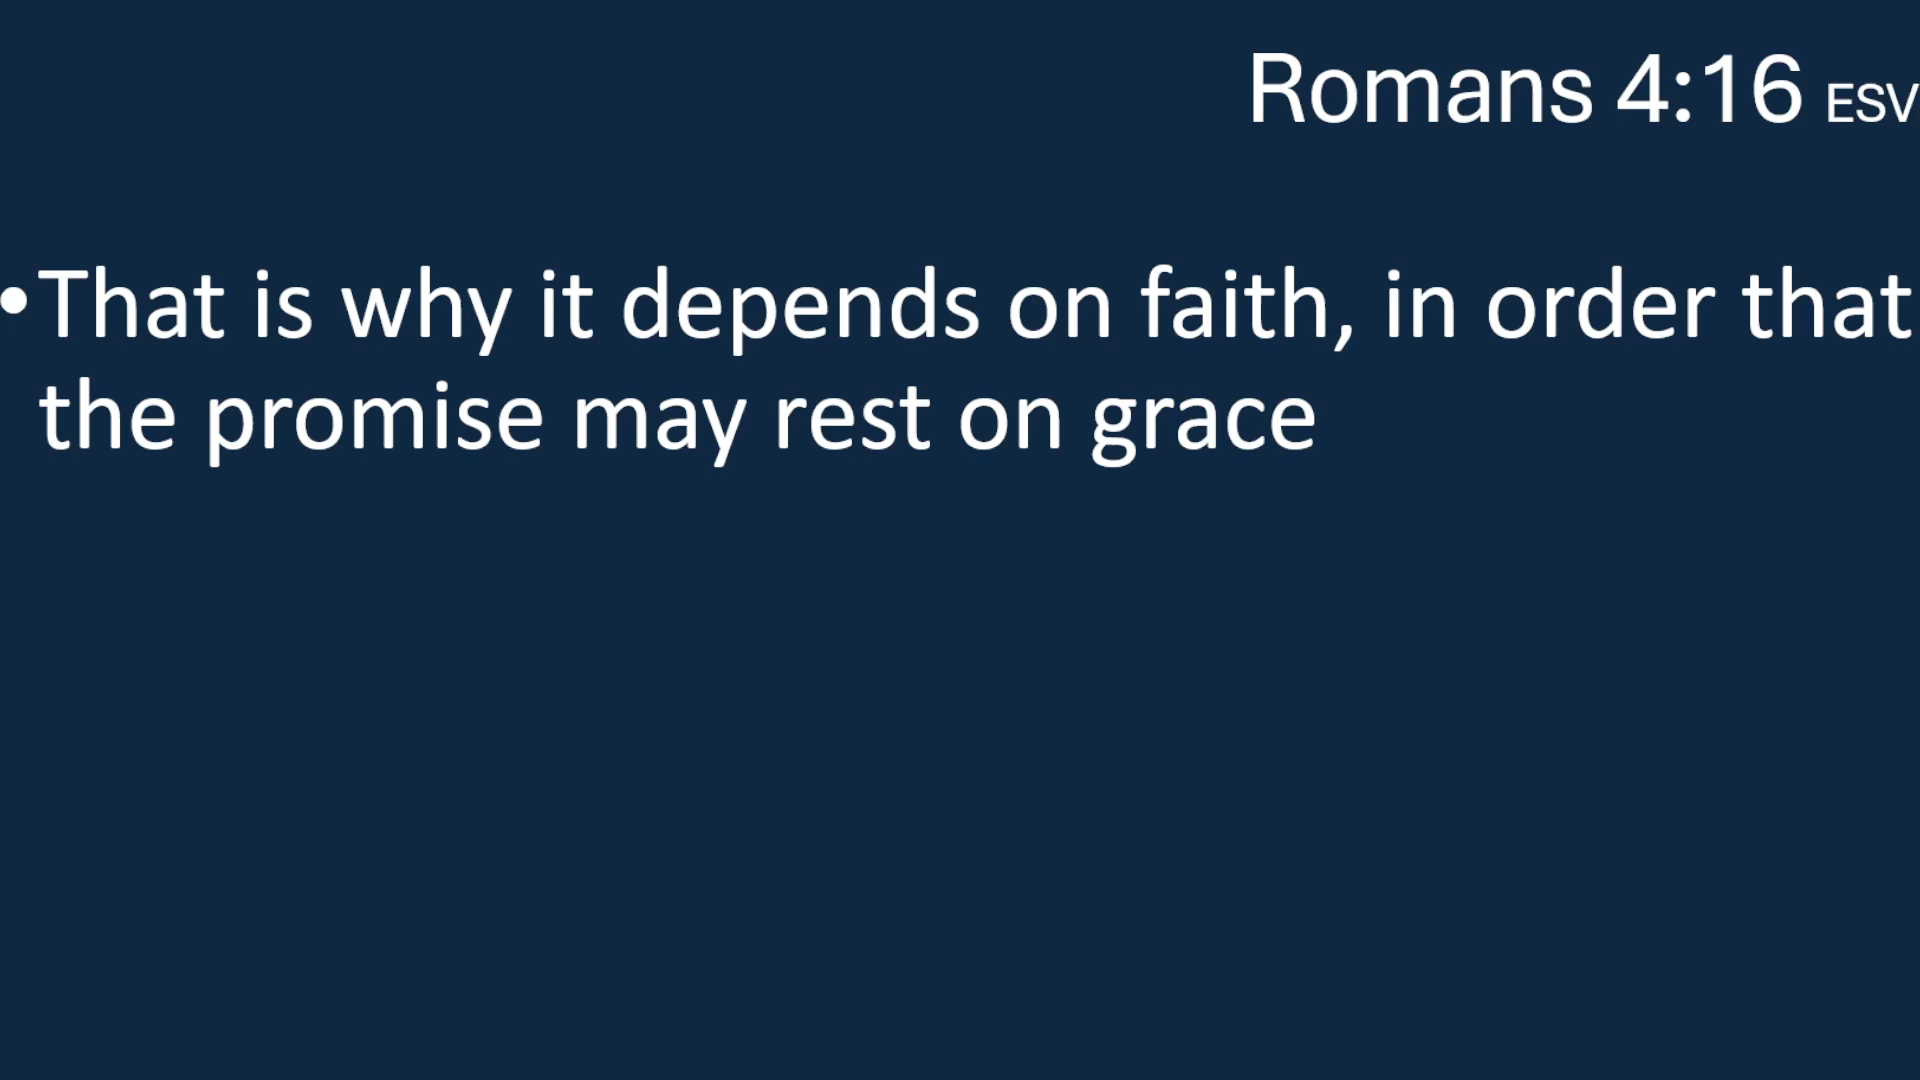 Romans 4:16 ESV
•That is why it depends on faith, in order that
the promise may rest on grace